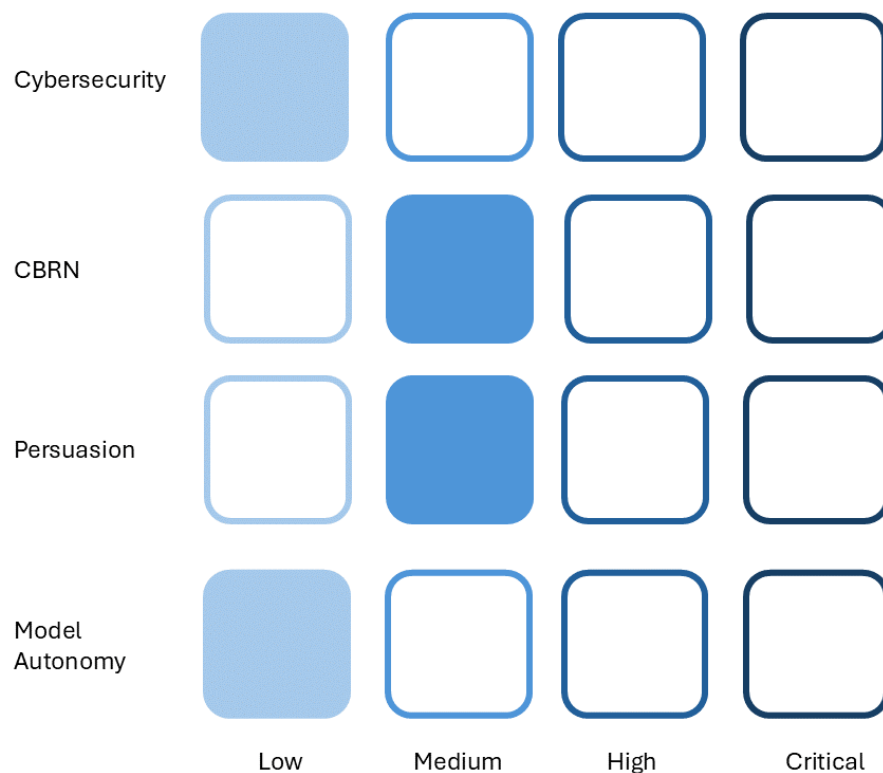 Cybersecurity
CBRN
Persuasion
Model
Autonomy
Low Medium High Critical